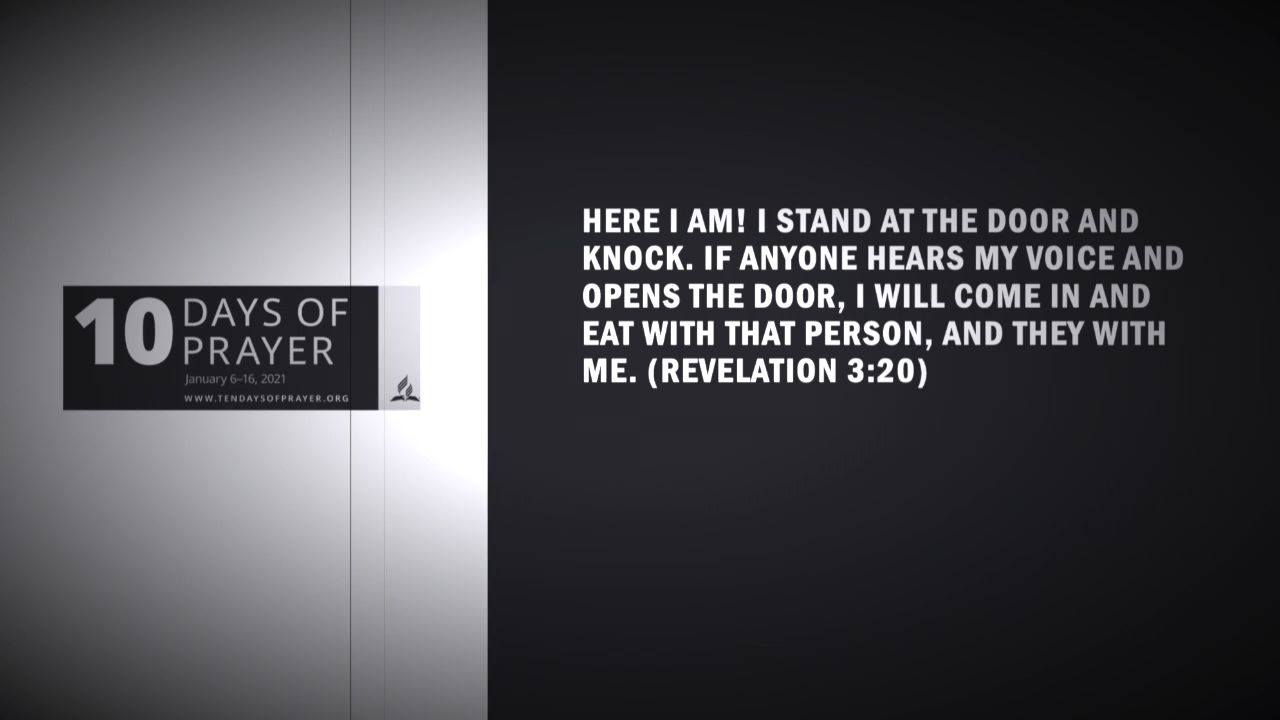 10 DAYS OF
PRAYER
January 6–16, 2021
WWW.TENDAYSOFPRAYER.ORG
HERE I AM! I STAND AT THE DOOR AND
KNOCK. IF ANYONE HEARS MY VOICE AND
OPENS THE DOOR, I WILL COME IN AND
EAT WITH THAT PERSON, AND THEY WITH
ME. (REVELATION 3:20)